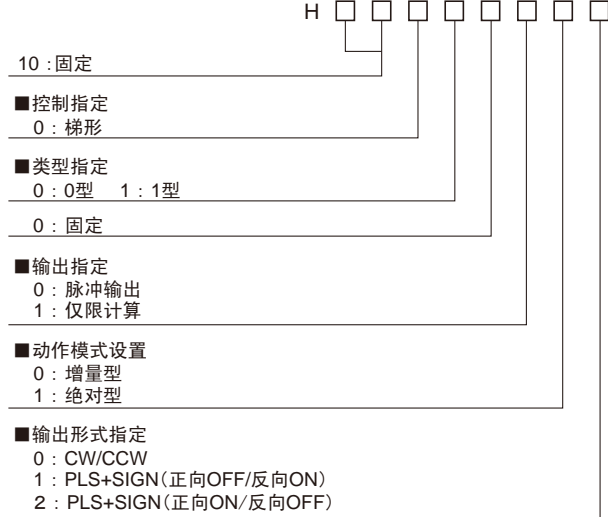 H □ □ □ □ □ □ □ □
10 :固定
■控制指定
0 : 梯形
■类型指定
0 : 0型 1 : 1型
0 : 固定
■输出指定
0 : 脉冲输出
1 : 仅限计算
■动作模式设置
0 : 增量型
1 : 绝对型
■输出形式指定
0 : CW/CCW
1 : PLS+SIGN(正向OFF/反向ON)
2 : PLS+SIGN(正向ON/反向OFF)